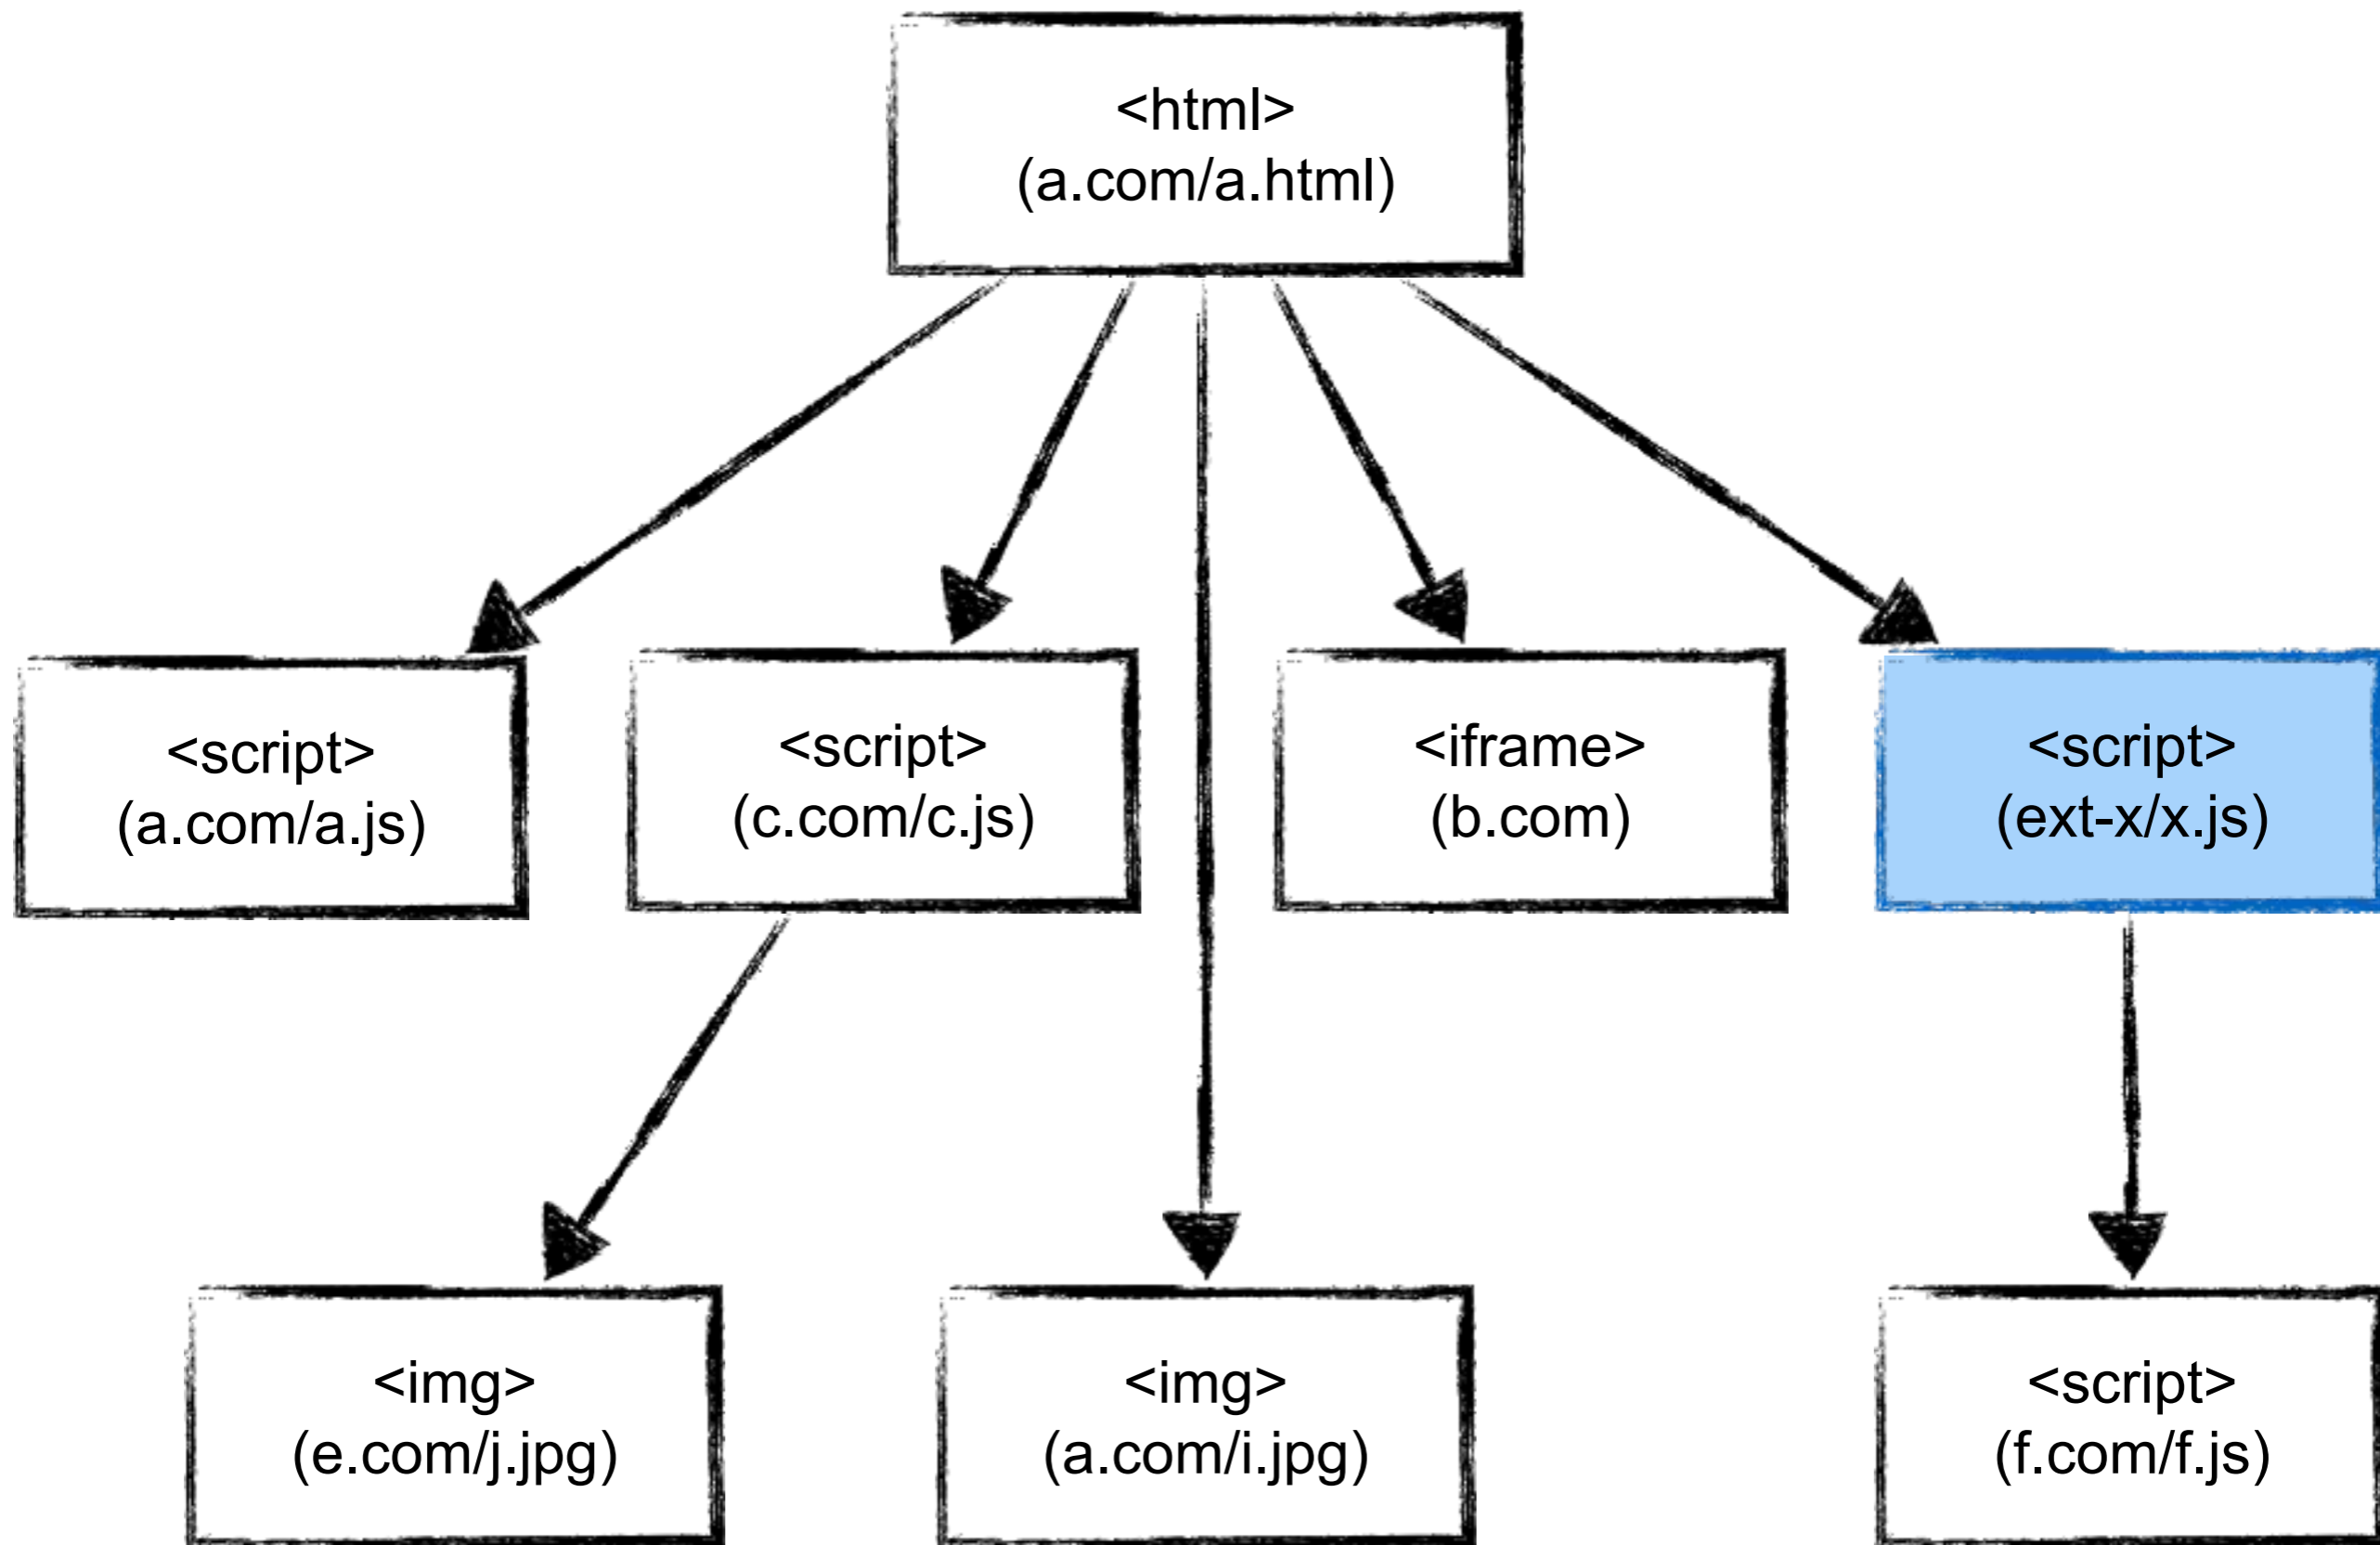 <html>
(a.com/a.html)
<script>
(a.com/a.js)
<script>
(c.com/c.js)
<iframe>
(b.com)
<script>
(ext-x/x.js)
<img>
(e.com/j.jpg)
<img>
(a.com/i.jpg)
<script>
(f.com/f.js)